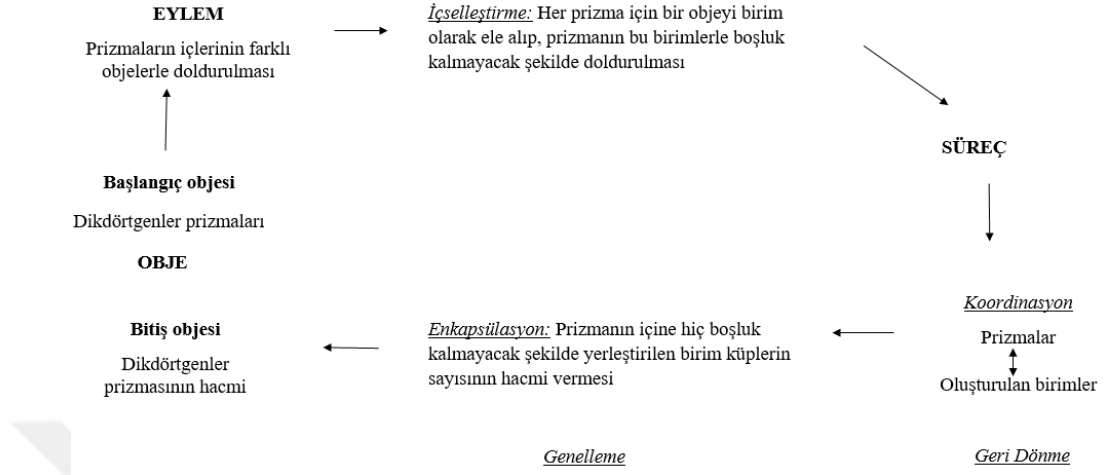 EYLEM
Prizmaların içlerinin farklı
objelerle doldurulması
İçselleştirme: Her prizma için bir objeyi birim
olarak ele alıp, prizmanın bu birimlerle boşluk
kalmayacak şekilde doldurulması
SÜREÇ
Başlangıç objesi
Dikdörtgenler prizmaları
OBJE
Bitiş objesi
Dikdörtgenler
prizmasının hacmi
Enkapsülasyon: Prizmanın içine hiç boşluk
kalmayacak şekilde yerleştirilen birim küplerin
sayısının hacmi vermesi
Koordinasyon
Prizmalar
Oluşturulan birimler
Genelleme
Geri Dönme